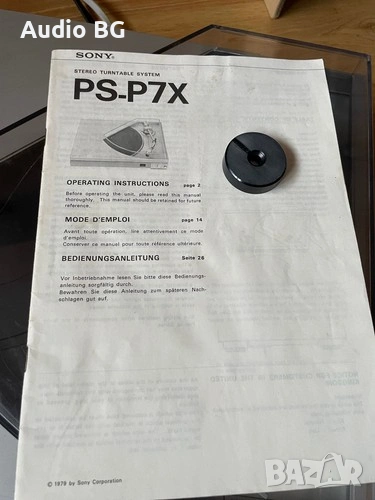 Audio BG
SONY
STEREO TURNTABLE SYSTEM
PS-P7X
OPERATING INSTRUCTIONS page 2
Before operating the unit, please read this manual
thoroughly. This manual should be retained for future
reference.
MODE D'EMPLOI page 14
Avant toute opération, lire attentivement ce mode
d'emploi.
Conserver ce manual pour toute référence ultérieure.
BEDIENUNGSANLEITUNG Seite 26
Vor Inbetriebnahme lesen Sie bitte diese Bedienungs-
anleitung sorgfältig durch.
Bewahren Sie diese Anleitung zum späteren Nach-
schlagen gut auf.
© 1979 by Sony Corporation
БАZAR